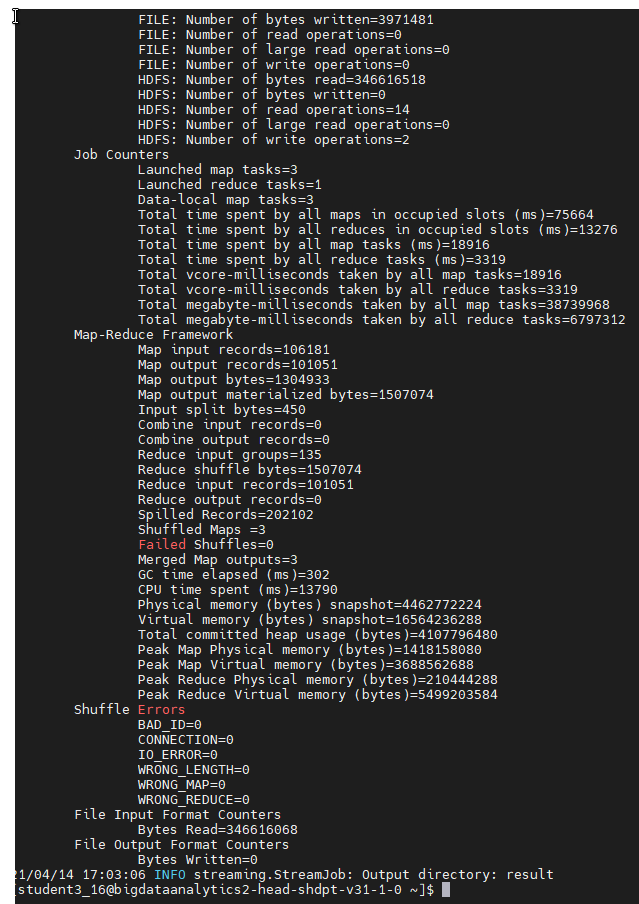 FILE: Number of bytes written=3971481
FILE: Number of read operations=0
FILE: Number of large read operations=0
FILE: Number of write operations=0
HDFS: Number of bytes read=346616518
HDFS: Number of bytes written=0
HDFS: Number of read operations=14
HDFS: Number of large read operations=0
HDFS: Number of write operations=2
Job Counters
Launched map tasks=3
Launched reduce tasks=1
Data-local map tasks=3
Total time spent by all maps in occupied slots (ms)=75664
Total time spent by all reduces in occupied slots (ms)=13276
Total time spent by all map tasks (ms)=18916
Total time spent by all reduce tasks (ms)=3319
Total vcore-milliseconds taken by all map tasks=18916
Total vcore-milliseconds taken by all reduce tasks=3319
Total megabyte-milliseconds taken by all map tasks=38739968
Total megabyte-milliseconds taken by all reduce tasks=6797312
Map-Reduce Framework
Map input records=106181
Map output records=101051
Map output bytes=1304933
Map output materialized bytes=1507074
Input split bytes=450
Combine input records=0
Combine output records=0
Reduce input groups=135
Reduce shuffle bytes=1507074
Reduce input records=101051
Reduce output records=0
Spilled Records=202102
Shuffled Maps =3
Failed Shuffles=0
Merged Map outputs=3
GC time elapsed (ms)=302
CPU time spent (ms)=13790
Physical memory (bytes) snapshot=4462772224
Virtual memory (bytes) snapshot=16564236288
Total committed heap usage (bytes)=4107796480
Peak Map Physical memory (bytes)=1418158080
Peak Map Virtual memory (bytes)=3688562688
Peak Reduce Physical memory (bytes)=210444288
Peak Reduce Virtual memory (bytes)=5499203584
Shuffle Errors
BAD_ID=0
CONNECTION=0
IO_ERROR=0
WRONG_LENGTH=0
WRONG_MAP=0
WRONG_REDUCE=0
File Input Format Counters
Bytes Read=346616068
File Output Format Counters
Bytes Written=0
21/04/14 17:03:06 INFO streaming.StreamJob: Output directory: result
[student3_16@bigdataanalytics2-head-shdpt-v31-1-0 ~]$